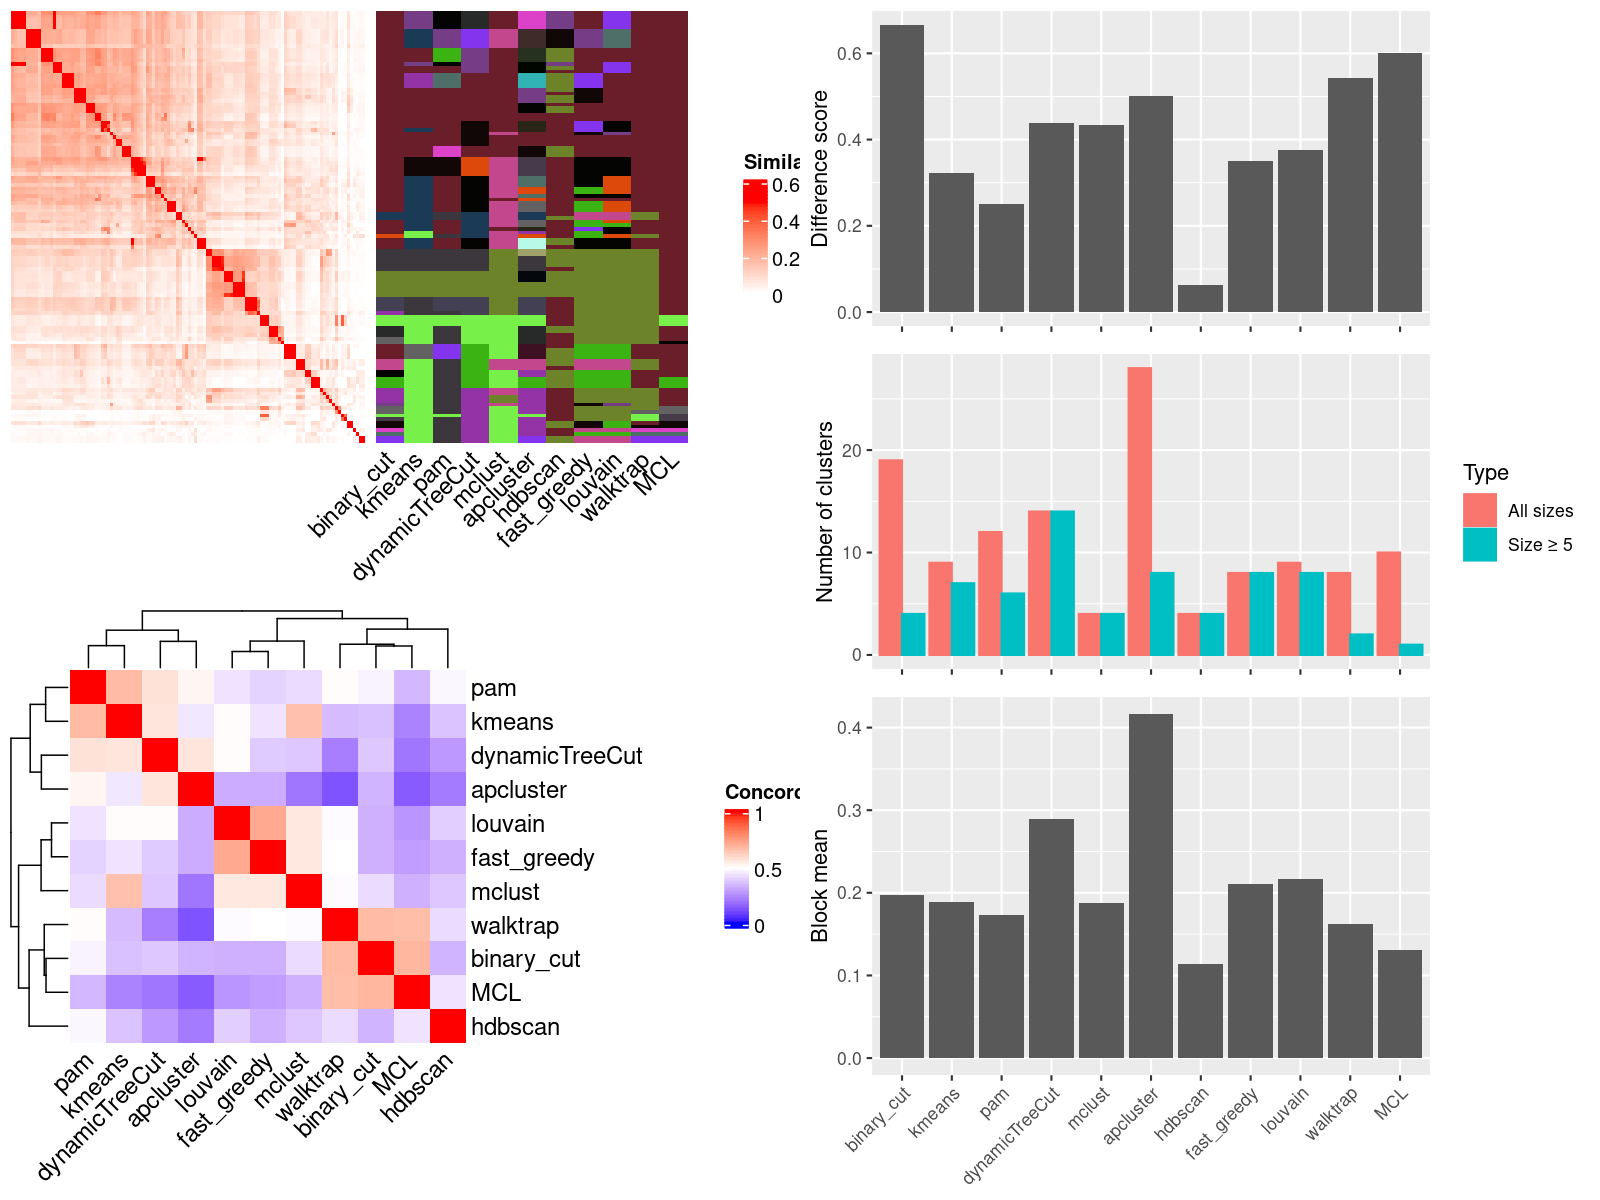 Simila
0.6
0.4
0.2
0
binary_cut
kmeans
pam
dynamicTreeCut
mclust
apcluster
hdbscan
fast_greedy
louvain
walktrap
MCL
pam
kmeans
dynamicTreeCut
apcluster
louvain
fast_greedy
mclust
walktrap
binary_cut
MCL
hdbscan
pam
kmeans
dynamicTreeCut
apcluster
louvain
fast_greedy
mclust
walktrap
binary_cut
MCL
hdbscan
Concord
1
0.5
0
Difference score
0.6
0.4
0.2
0.0
Number of clusters
20
10
0
Type
All sizes
Size ≥ 5
Block mean
0.4
0.3
0.2
0.1
0.0
binary_cut
kmeans
pam
dynamicTreeCut
mclust
apcluster
hdbscan
fast_greedy
louvain
walktrap
MCL